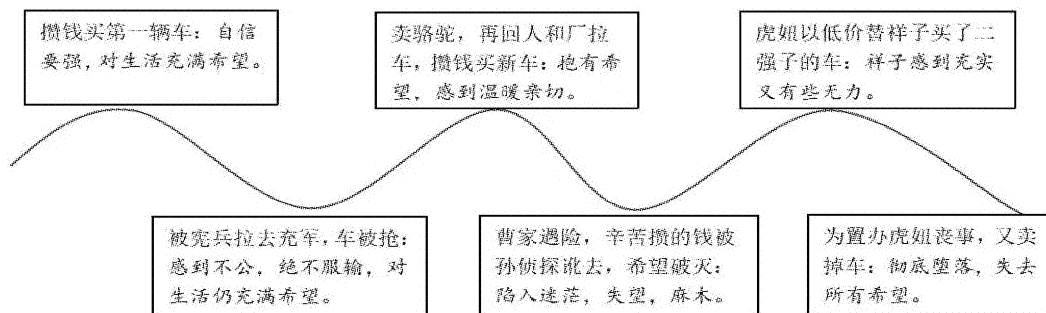 攒钱买第一辆车：自信
要强，对生活充满希望。
卖骆驼，再回人和厂拉
车，攒钱买新车：抱有希
望，感到温暖亲切。
虎妞以低价替祥子买了二
强子的车：祥子感到充实
又有些无力。
被宪兵拉去充军，车被抢：
感到不公，绝不服输，对
生活仍充满希望。
曹家遇险，辛苦攒的钱被
孙侦探讹去，希望破灭：
陷入迷茫，失望，麻木。
为置办虎妞丧事，又卖
掉车：彻底堕落，失去
所有希望。